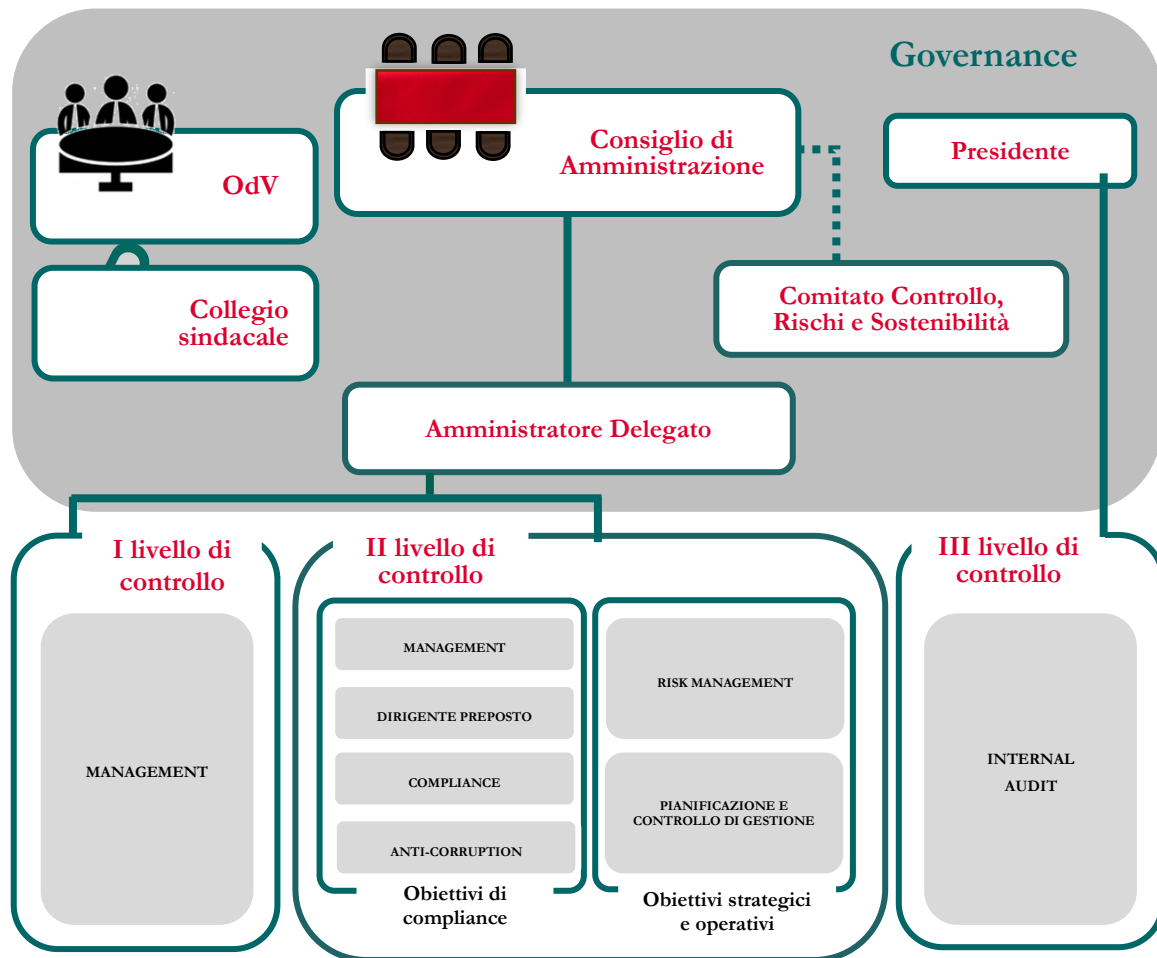 Governance
OdV
Consiglio di
Amministrazione
Presidente
Collegio
sindacale
Comitato Controllo,
Rischi e Sostenibilità
Amministratore Delegato
I livello di
controllo
MANAGEMENT
II livello di
controllo
MANAGEMENT
DIRIGENTE PREPOSTO
COMPLIANCE
ANTI-CORRUPTION
Obiettivi di
compliance
RISK MANAGEMENT
PIANIFICAZIONE E
CONTROLLO DI GESTIONE
Obiettivi strategici
e operativi
III livello di
controllo
INTERNAL
AUDIT